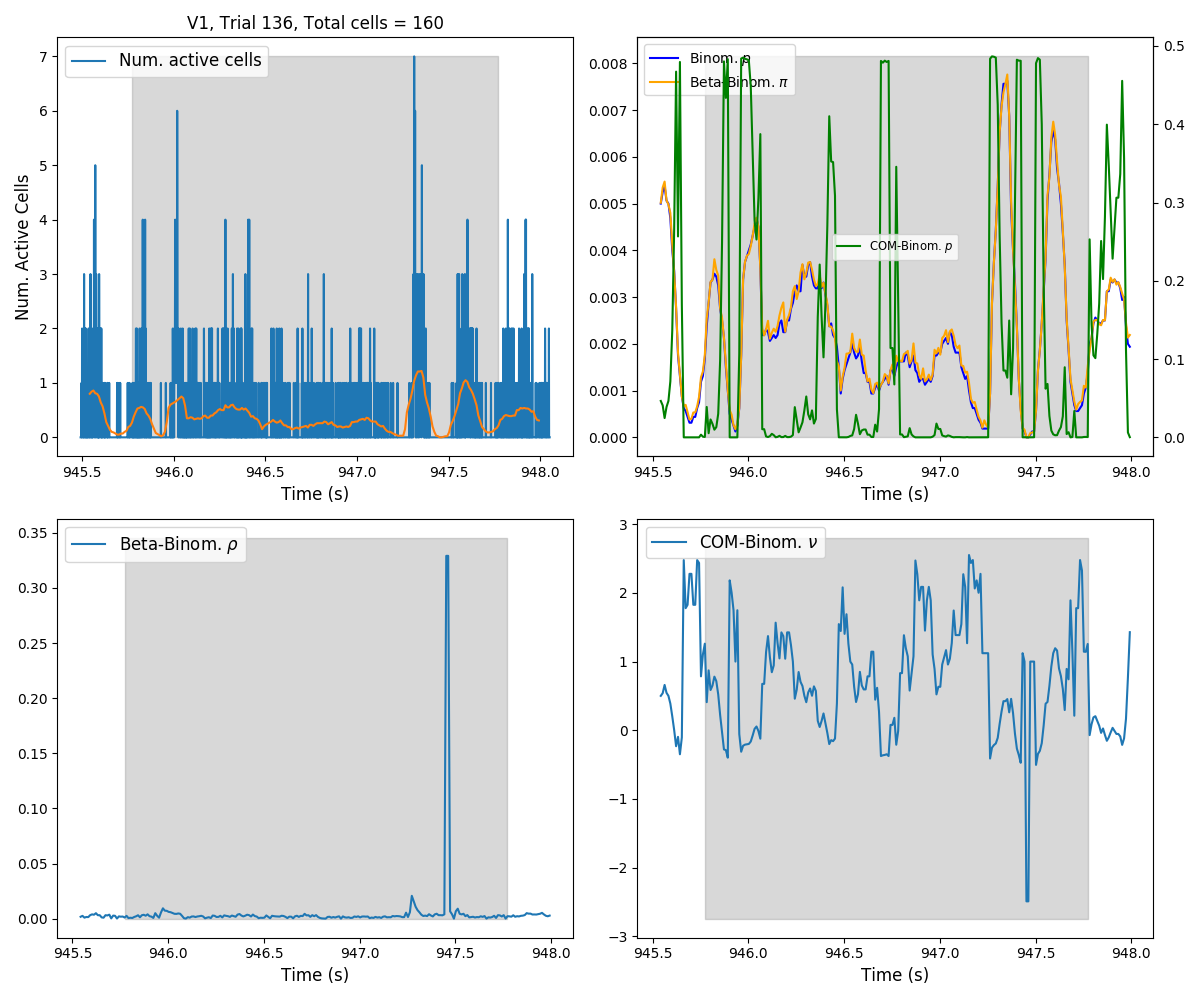 V1, Trial 136, Total cells = 160
Num. active cells
Num. Active Cells
7
6
5
4
3
2
1
0
945.5 946.0 946.5 947.0 947.5 948.0
Time (s)
Binom. p
Beta-Binom. π
COM-Binom. p
0.008
0.007
0.006
0.005
0.004
0.003
0.002
0.001
0.000
0.5
0.4
0.3
0.2
0.1
0.0
945.5 946.0 946.5 947.0 947.5 948.0
Time (s)
Beta-Binom. ρ
0.35
0.30
0.25
0.20
0.15
0.10
0.05
0.00
945.5 946.0 946.5 947.0 947.5 948.0
Time (s)
COM-Binom. ν
3
2
1
0
−1
−2
−3
945.5 946.0 946.5 947.0 947.5 948.0
Time (s)